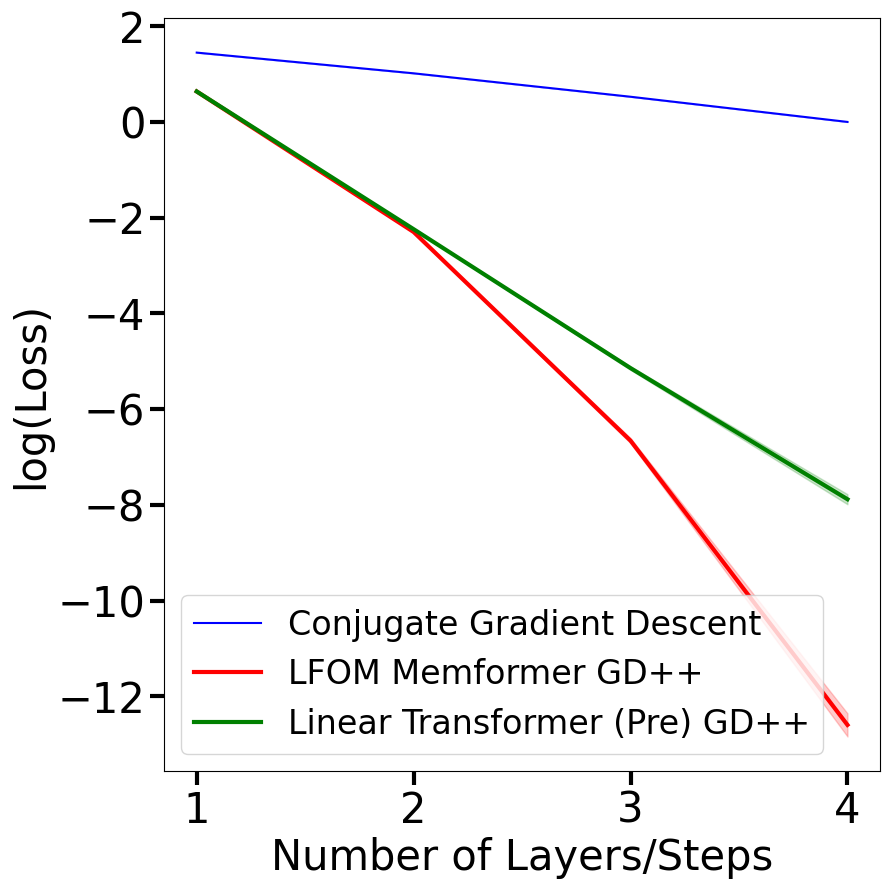 2
0
−2
−4
−6
−8
−10
−12
log(Loss)
Conjugate Gradient Descent
LFOM Memformer GD++
Linear Transformer (Pre) GD++
1 2 3 4
Number of Layers/Steps